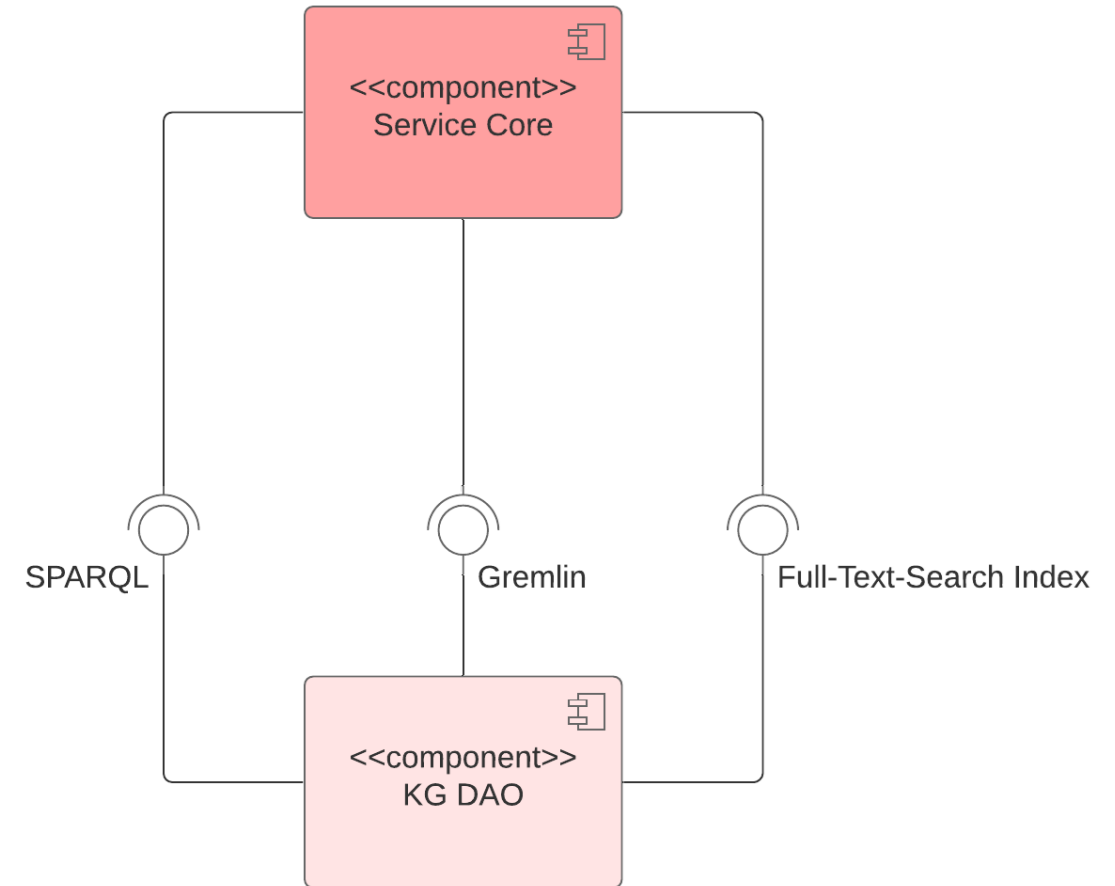 <<component>>
Service Core
SPARQL
Gremlin
Full-Text-Search Index
<<component>>
KG DAO